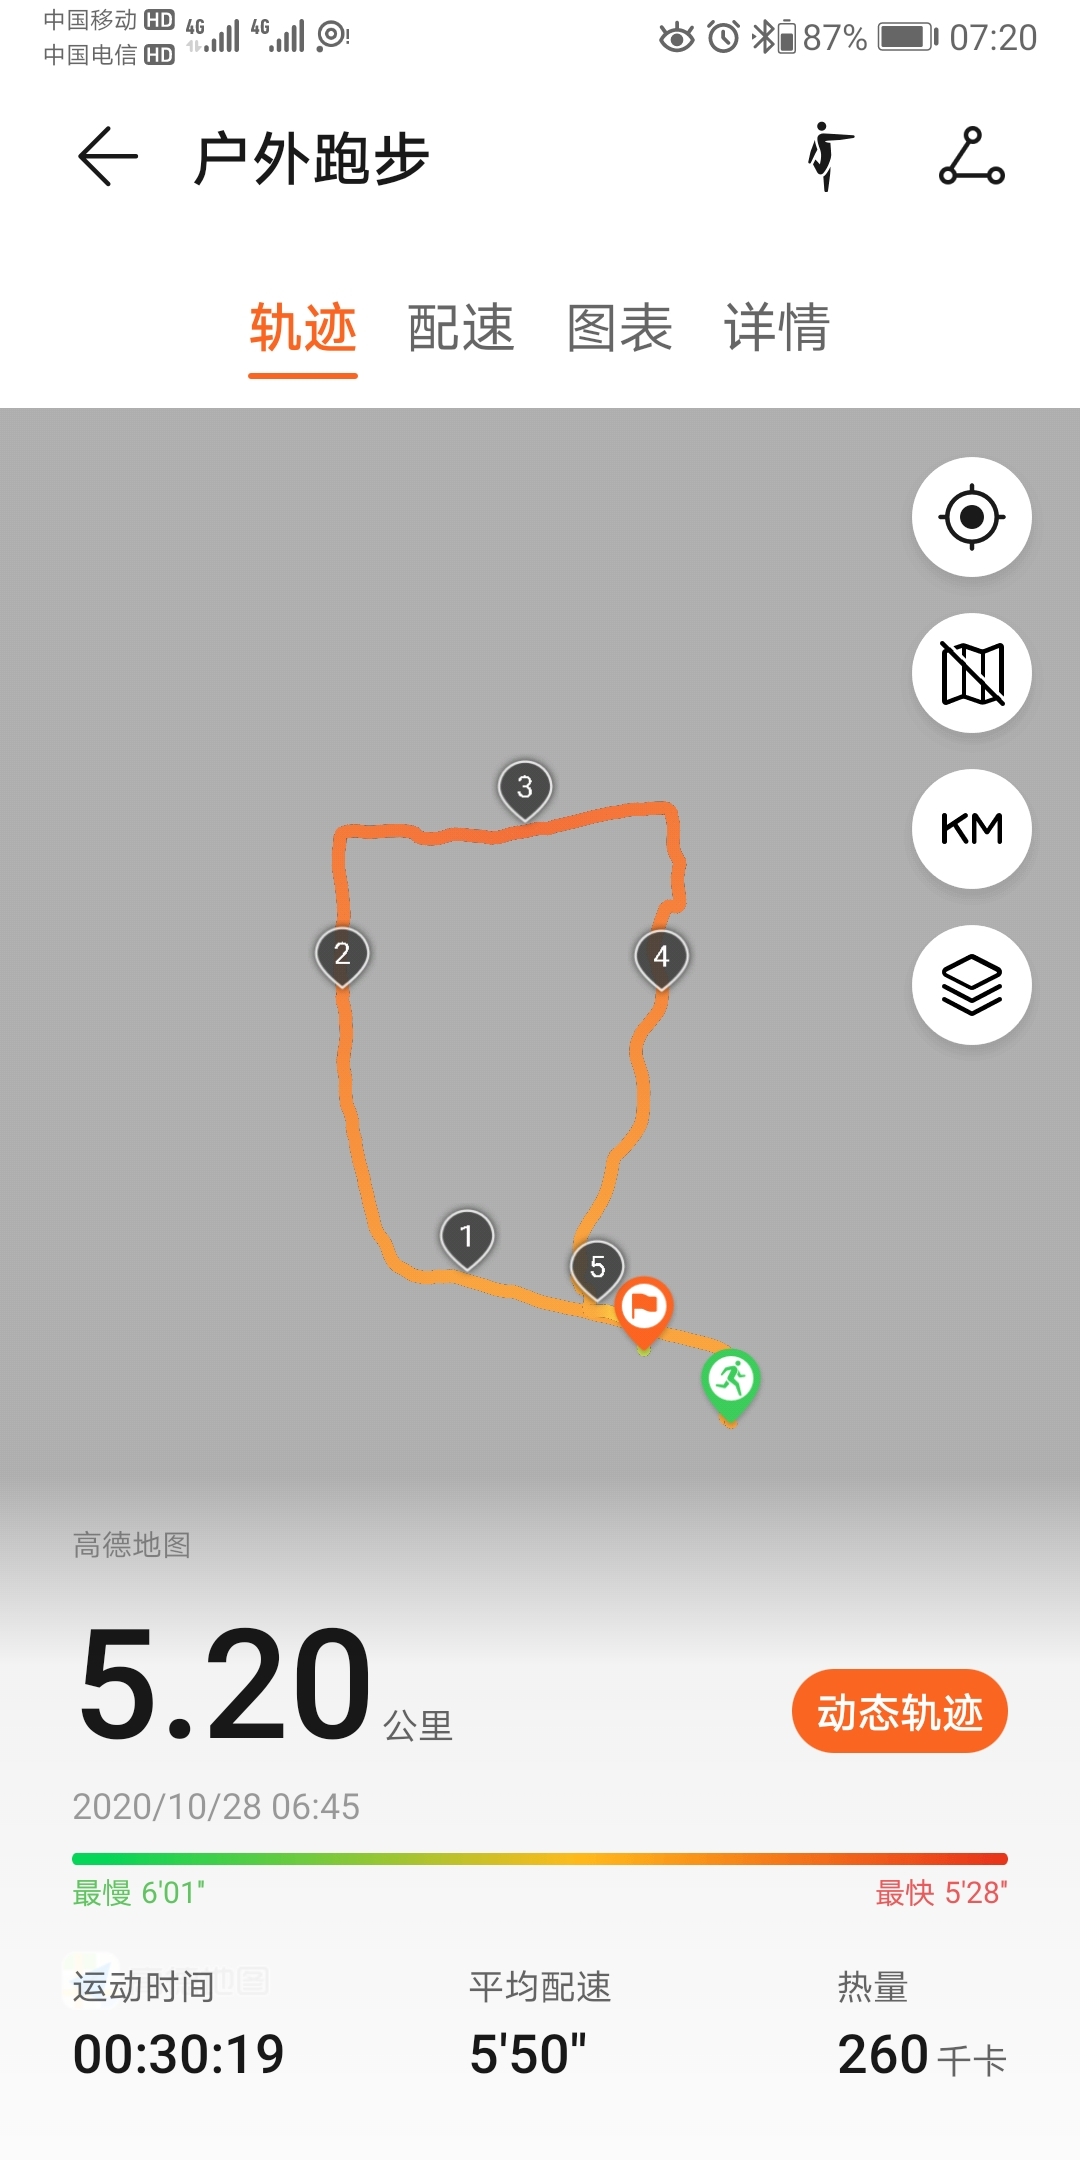 中国移动 HD 4G 4G 87% 07:20
中国电信 HD
户外跑步
轨迹 配速 图表 详情
KM
3
2
4
1
5
高德地图
5.20 公里
动态轨迹
2020/10/28 06:45
最慢 6'01" 最快 5'28"
运动时间 平均配速 热量
00:30:19 5'50" 260 千卡